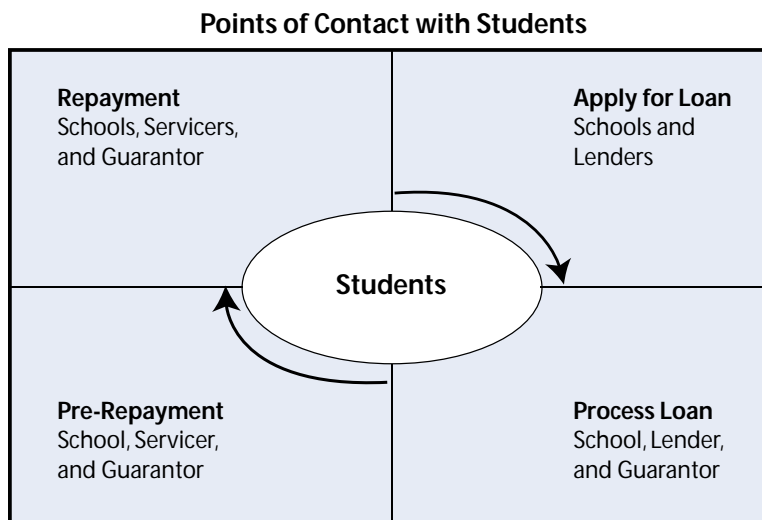 Points of Contact with Students
Repayment
Schools, Servicers,
and Guarantor
Apply for Loan
Schools and
Lenders
Students
Pre-Repayment
School, Servicer,
and Guarantor
Process Loan
School, Lender,
and Guarantor